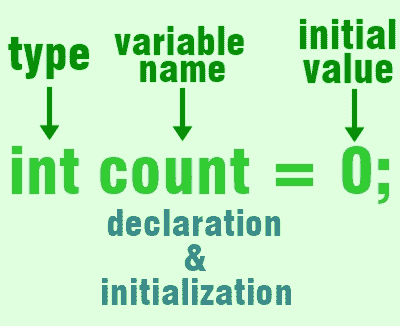 type
variable
name
initial
value
int count = 0;
declaration
&
initialization